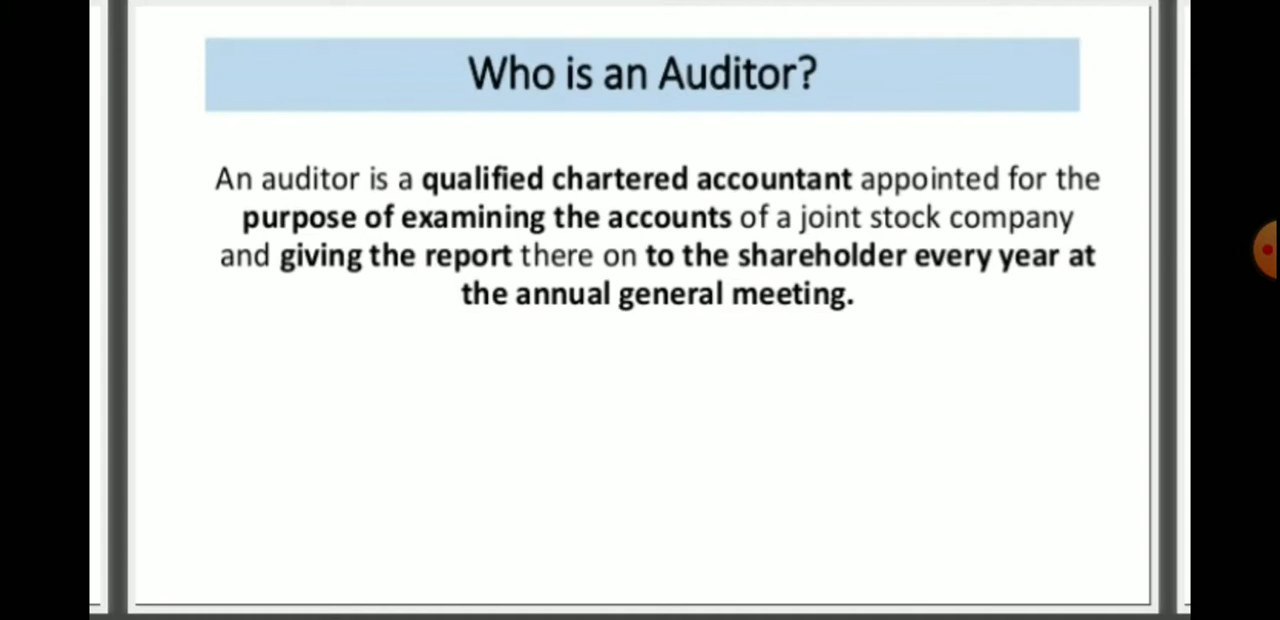 Who is an Auditor?
An auditor is a qualified chartered accountant appointed for the
purpose of examining the accounts of a joint stock company
and giving the report there on to the shareholder every year at
the annual general meeting.